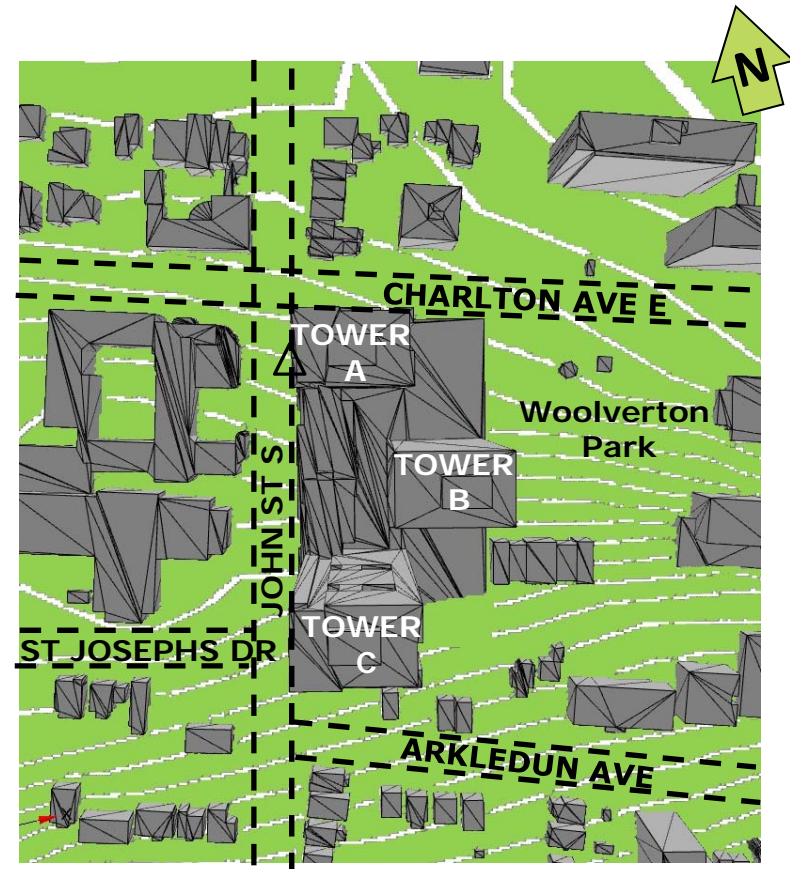 N
CHARLTON AVE E
TOWER
A
Woolverton
Park
TOWER
B
JOHN ST S
TOWER
C
ST JOSEPHS DR
ARKLEDUN AVE